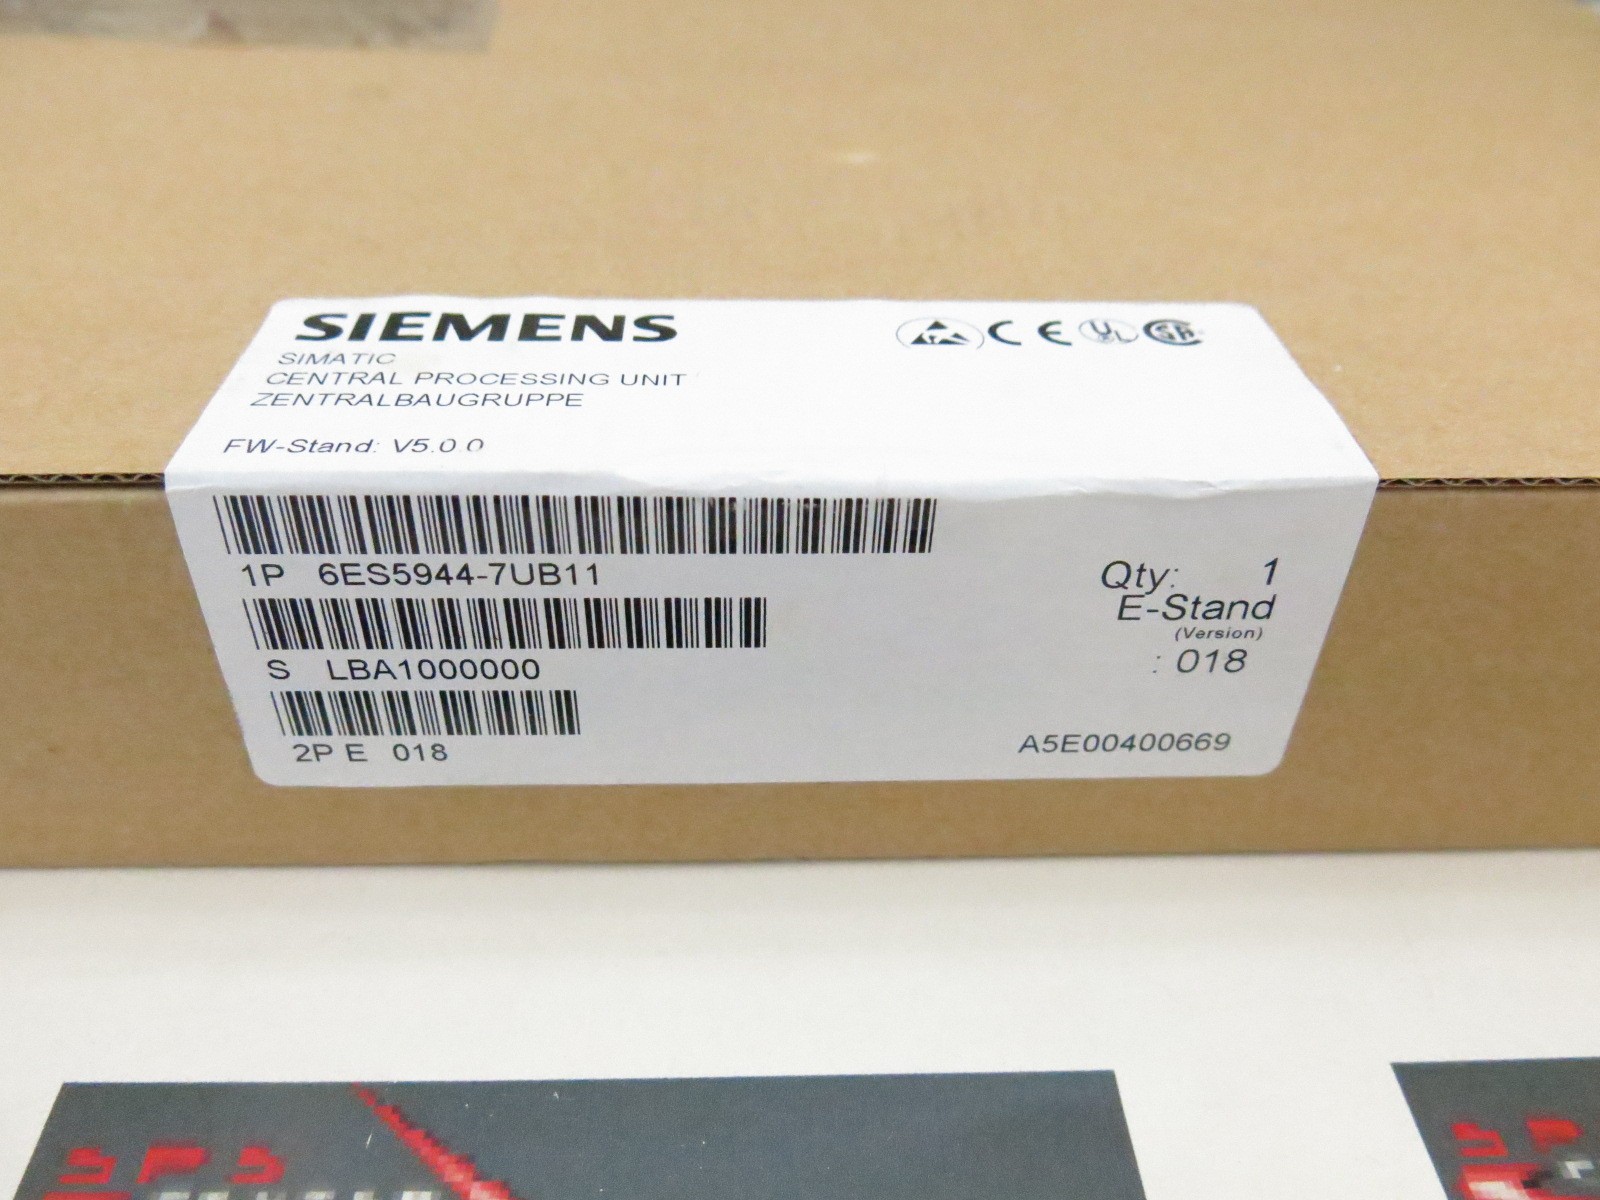 SIEMENS
SIMATIC
CENTRAL PROCESSING UNIT
ZENTRALBAUGRUPPE
FW-Stand: V5.0.0
1P 6ES5944-7UB11
S LBA1000000
2P E 018
Qty: 1
E-Stand
(Version)
: 018
A5E00400669
SPS